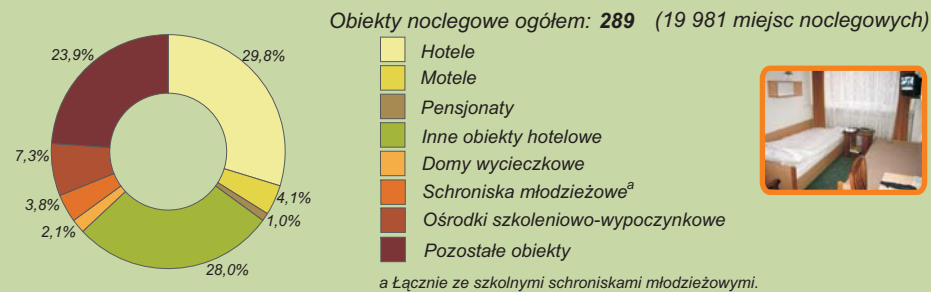 Obiekty noclegowe ogółem: 289 (19 981 miejsc noclegowych)
23,9%
29,8%
7,3%
3,8%
2,1%
28,0%
1,0%
4,1%
Hotele
Motele
Pensjonaty
Inne obiekty hotelowe
Domy wycieczkowe
Schroniska młodzieżoweᵃ
Ośrodki szkoleniowo-wypoczynkowe
Pozostałe obiekty
a Łącznie ze szkolnymi schroniskami młodzieżowymi.